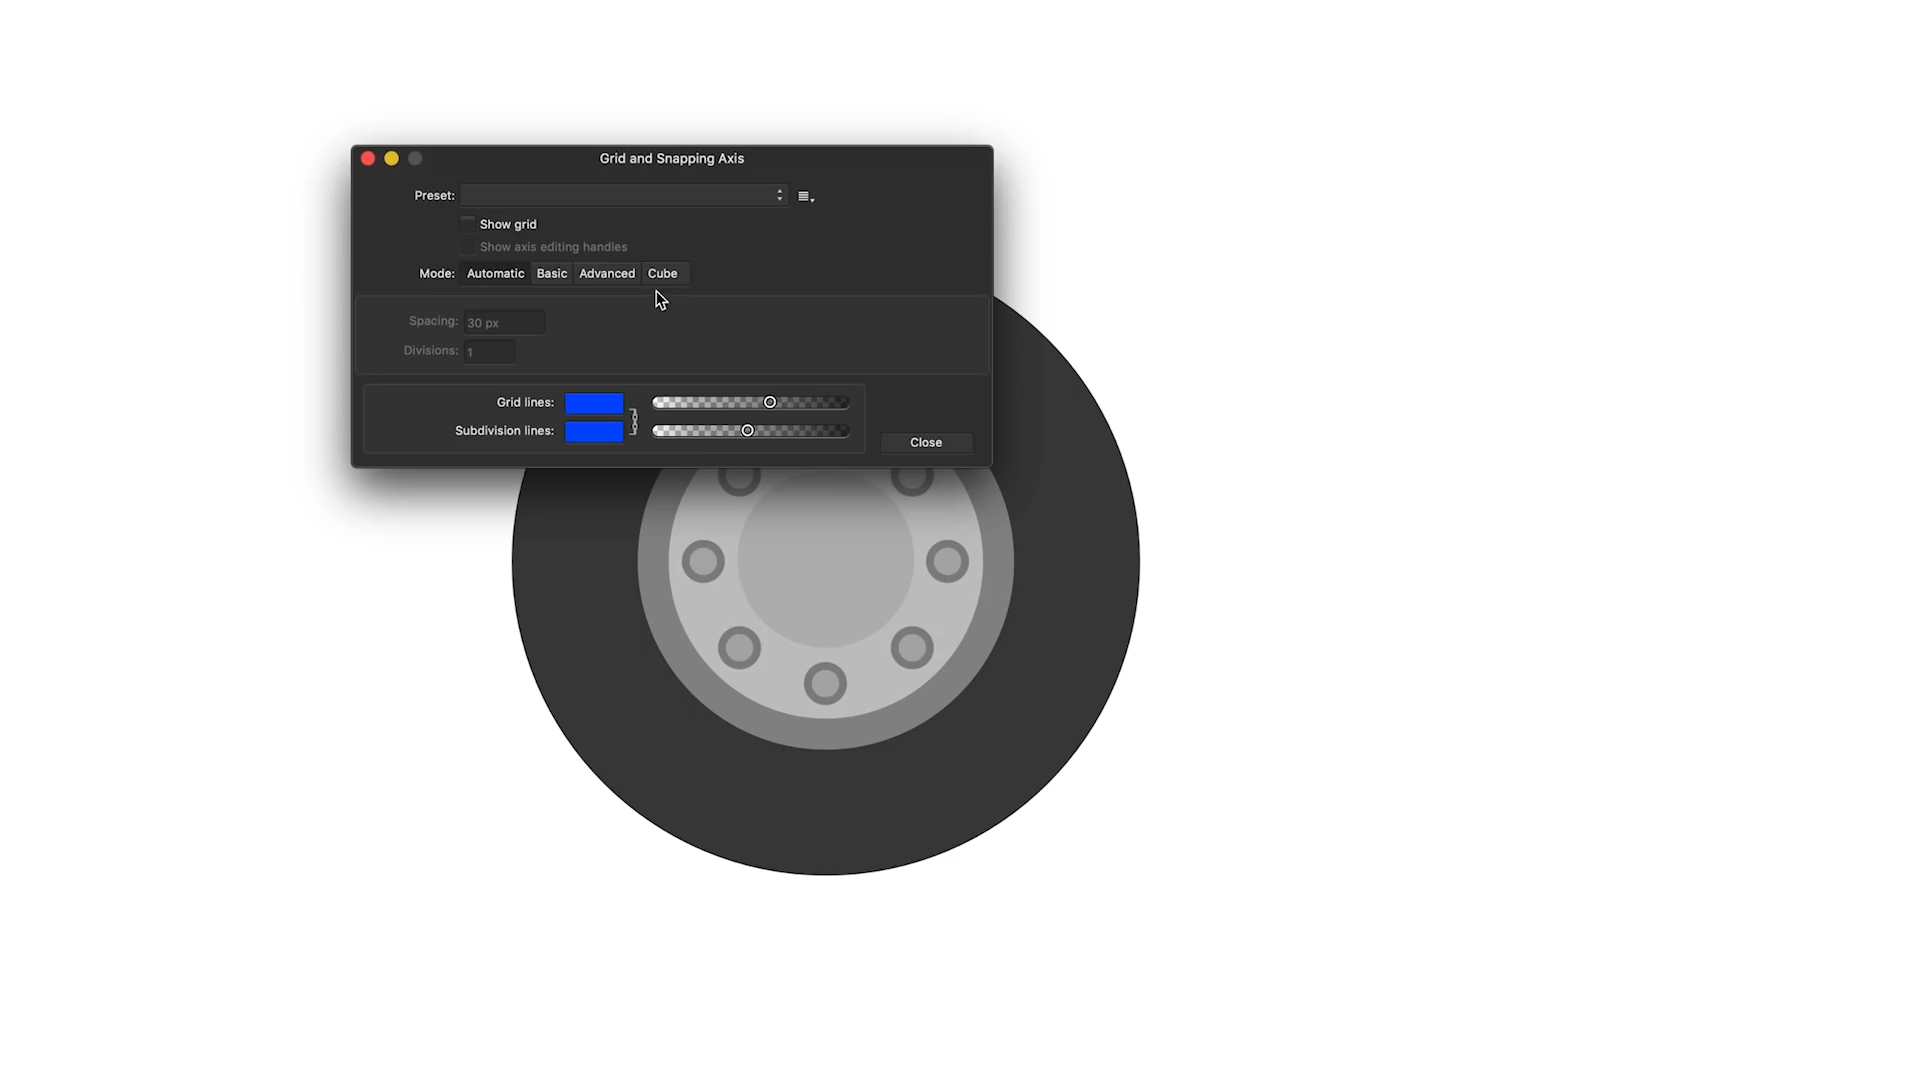 Grid and Snapping Axis
Preset:
Show grid
Show axis editing handles
Mode: Automatic Basic Advanced Cube
Spacing: 30 px
Divisions: 1
Grid lines:
Subdivision lines:
Close